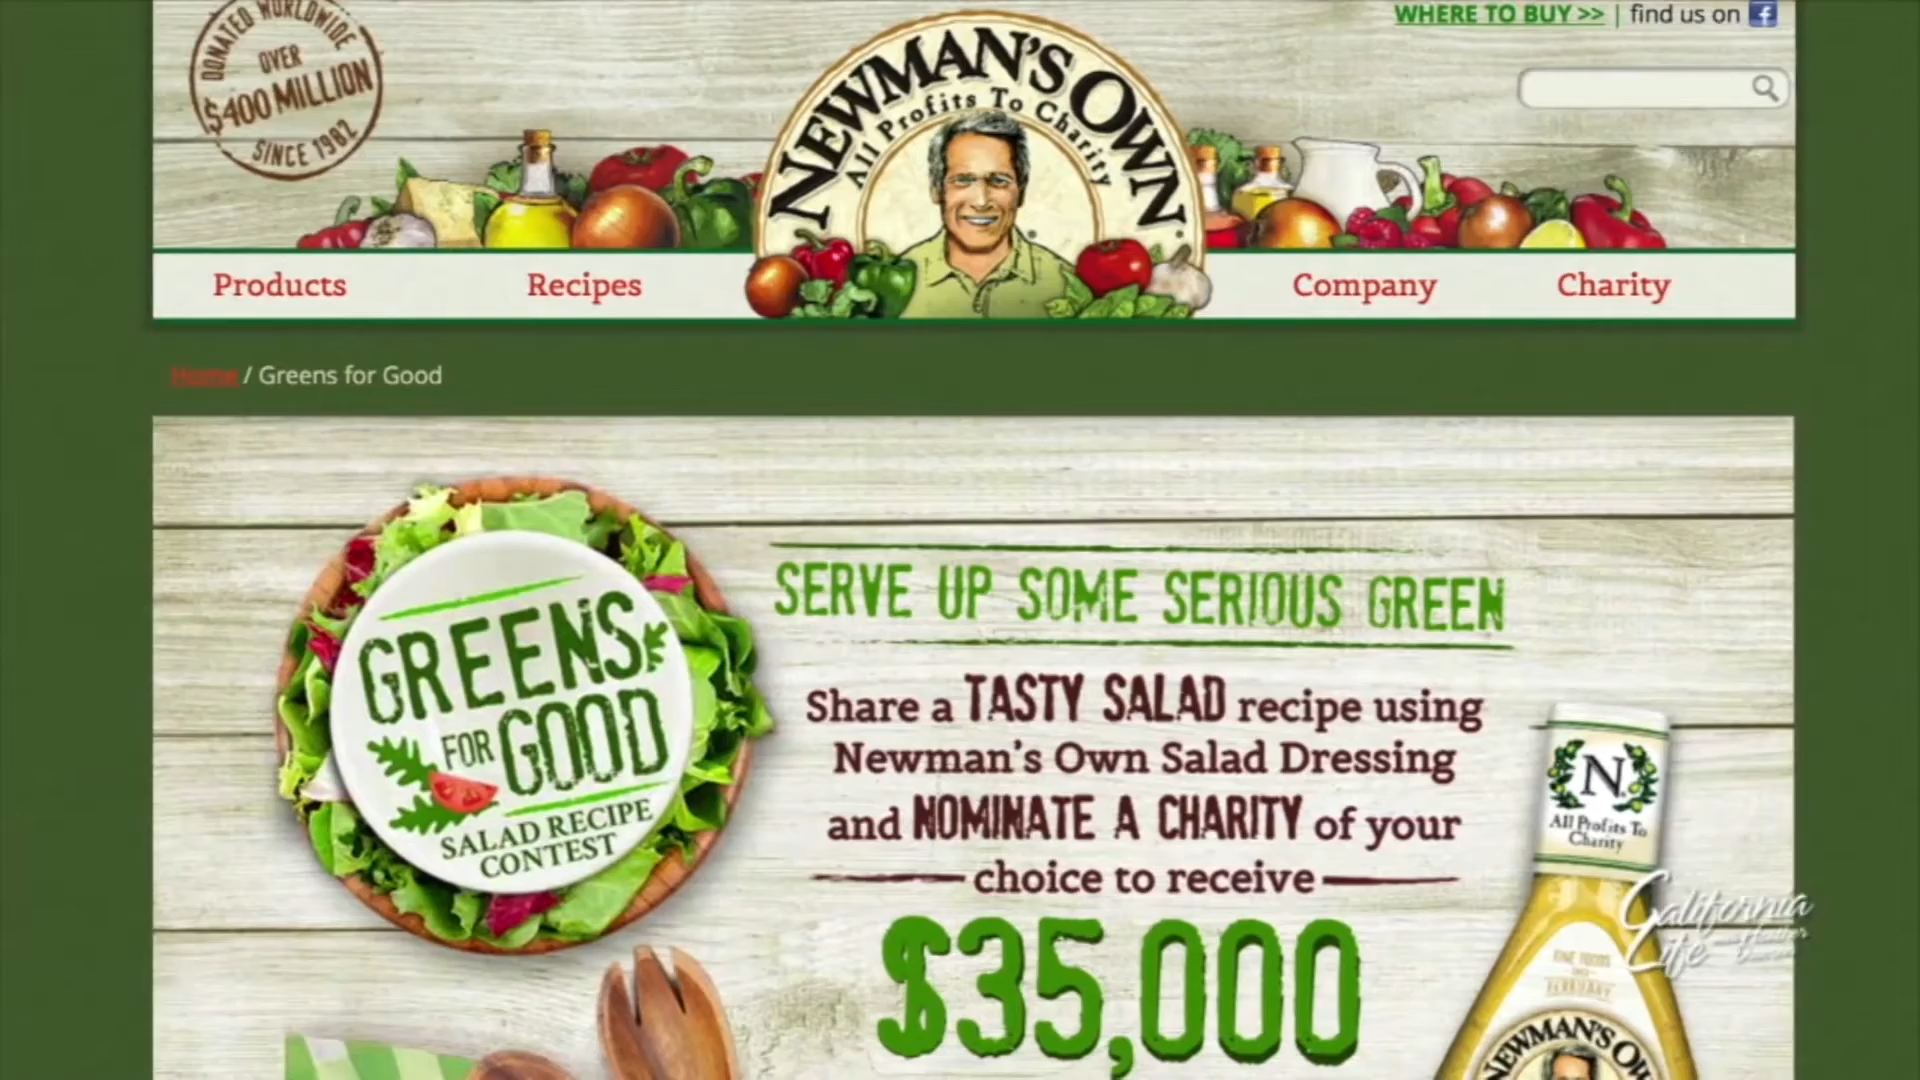 DONATED WORLDWIDE
OVER
$400 MILLION
SINCE 1982
WHERE TO BUY >> | find us on f
NEWMAN'S OWN
All Profits To Charity
Products
Recipes
Company
Charity
Home / Greens for Good
GREENS
FOR GOOD
SALAD RECIPE
CONTEST
SERVE UP SOME SERIOUS GREEN
Share a TASTY SALAD recipe using
Newman's Own Salad Dressing
and NOMINATE A CHARITY of your
choice to receive
$35,000
N.
All Profits To
Charity
NEWMAN'S OW
California
Life